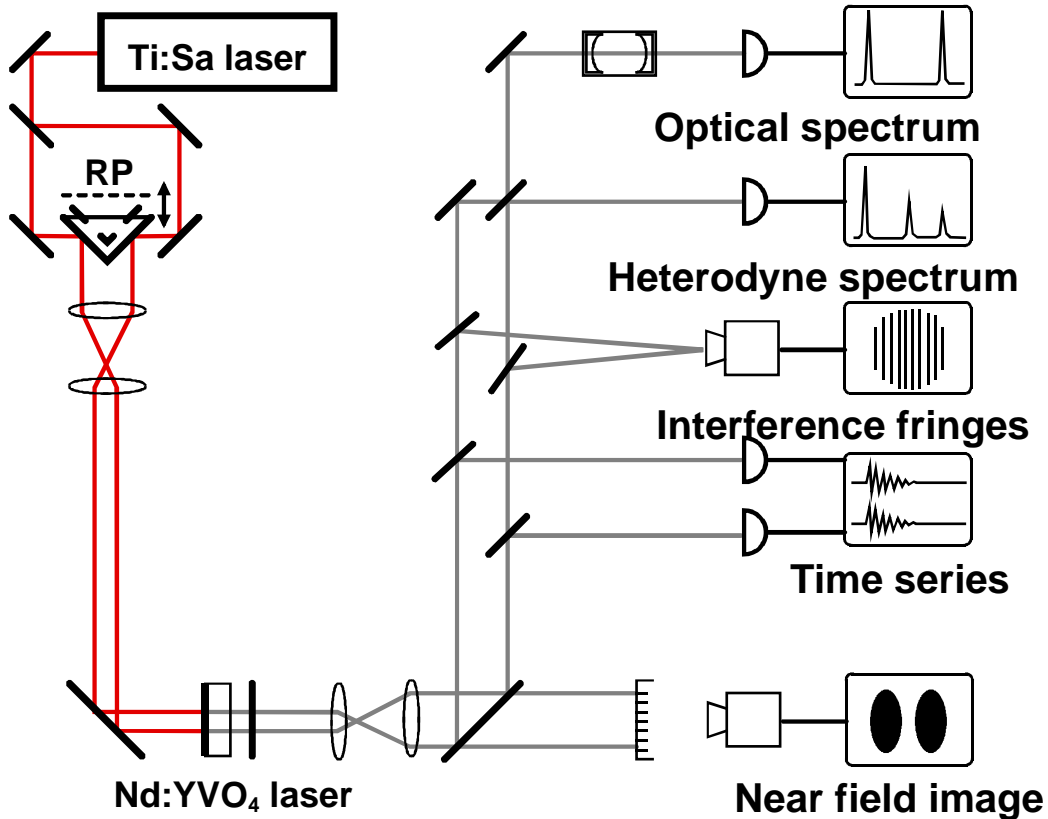 Ti:Sa laser
Optical spectrum
RP
Heterodyne spectrum
Interference fringes
Time series
Nd:YVO₄ laser
Near field image